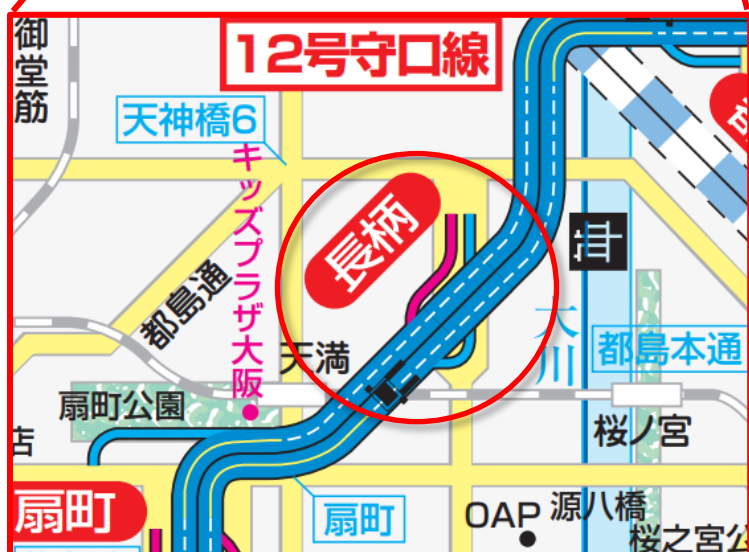 御堂筋
12号守口線
天神橋6
キッズプラザ大阪
長柄
都島通
天満
大川
都島本通
扇町公園
店
桜ノ宮
扇町
扇町
OAP
源八橋
桜之宮公